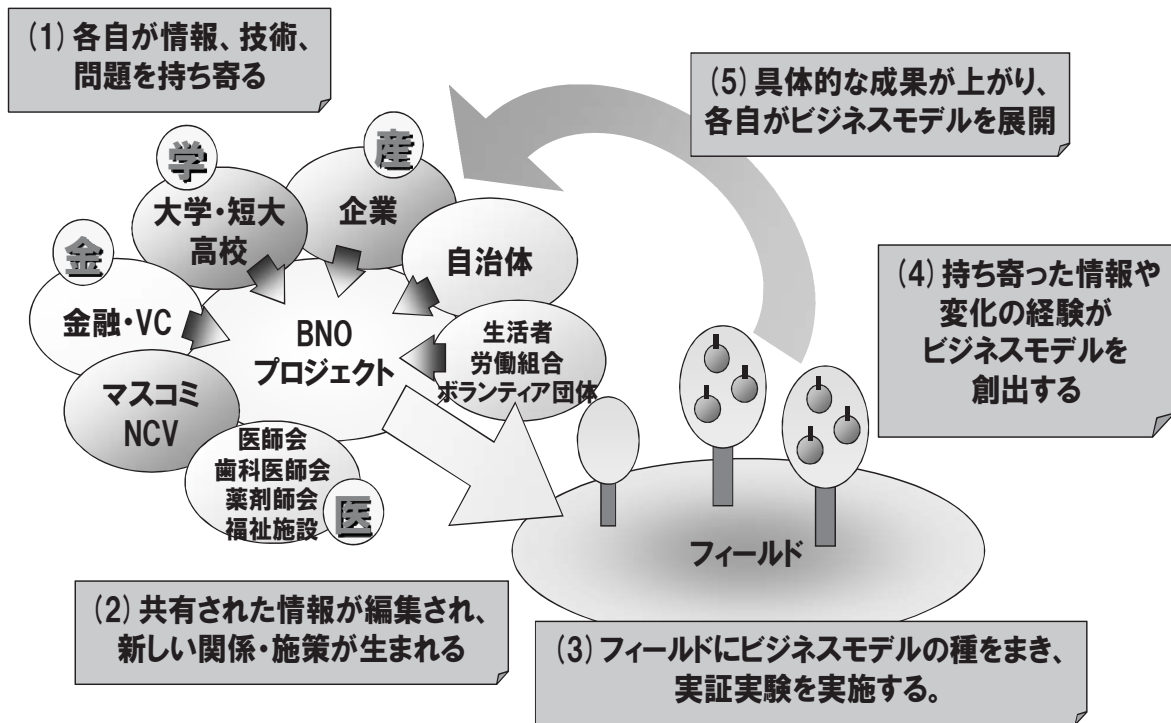 (1) 各自が情報、技術、
問題を持ち寄る
(5) 具体的な成果が上がり、
各自がビジネスモデルを展開
学
大学・短大
高校
産
企業
自治体
金
金融・VC
BNO
プロジェクト
生活者
労働組合
ボランティア団体
マスコミ
NCV
医師会
歯科医師会
薬剤師会
福祉施設
医
(4) 持ち寄った情報や
変化の経験が
ビジネスモデルを
創出する
フィールド
(2) 共有された情報が編集され、
新しい関係・施策が生まれる
(3) フィールドにビジネスモデルの種をまき、
実証実験を実施する。